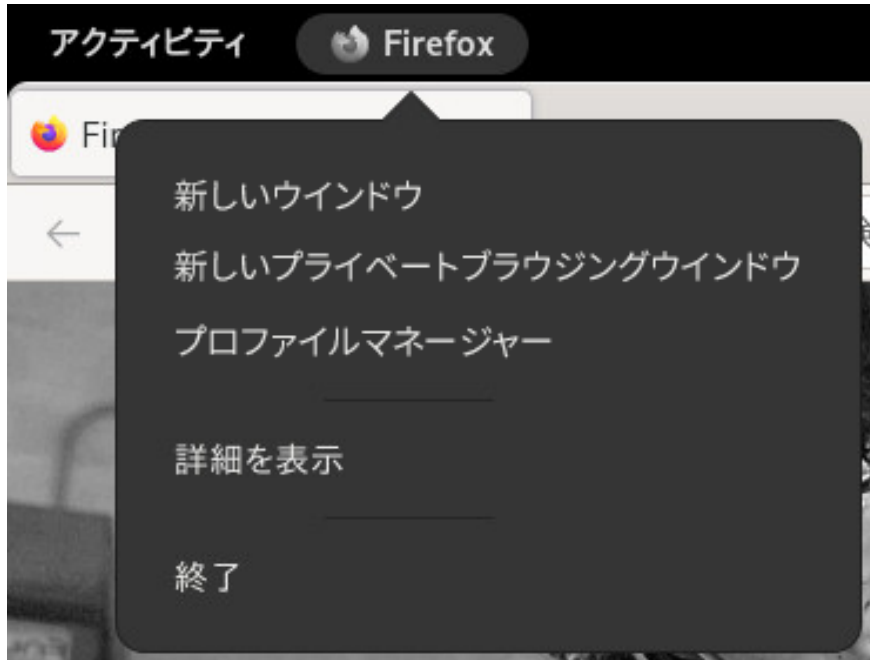 アクティビティ
Firefox
Fir
新しいウインドウ
新しいプライベートブラウジングウインドウ
プロファイルマネージャー
詳細を表示
終了